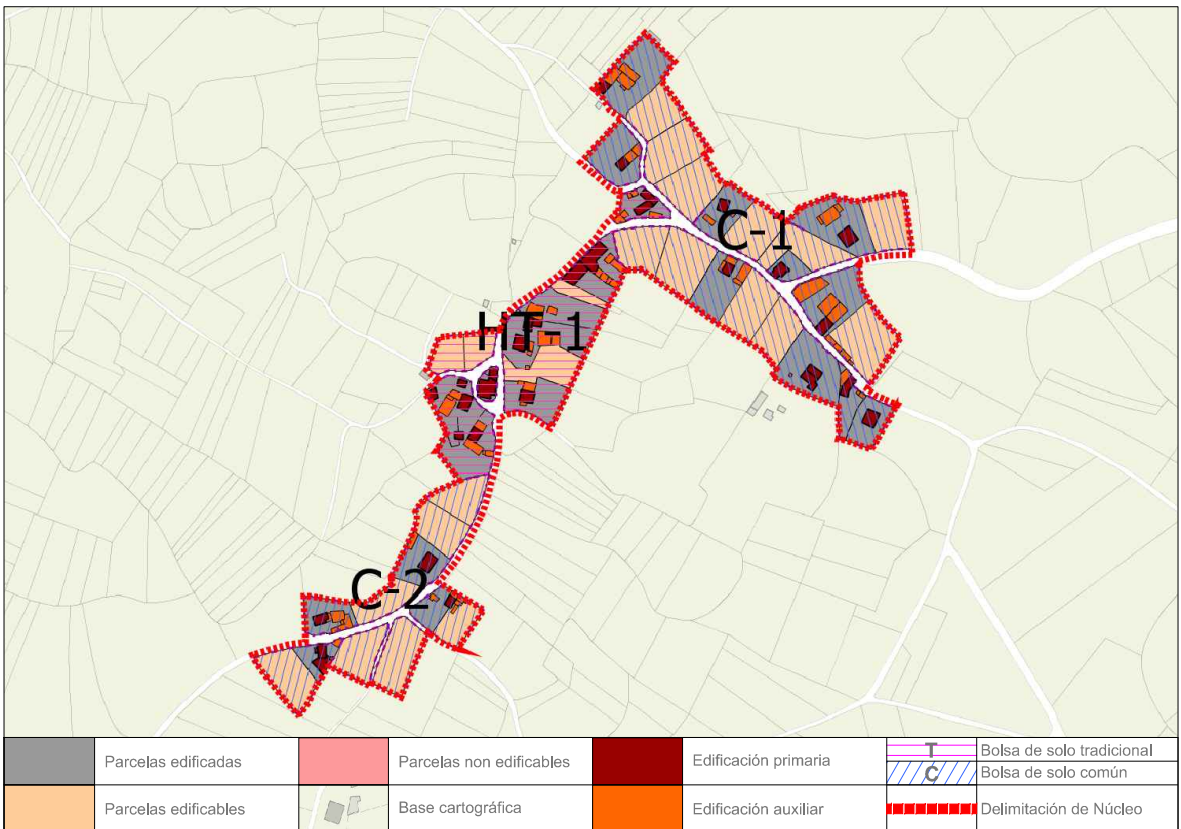 C-1
HT-1
C-2
Parcelas edificadas
Parcelas non edificables
Edificación primaria
T
Bolsa de solo tradicional
C
Bolsa de solo común
Parcelas edificables
Base cartográfica
Edificación auxiliar
Delimitación de Núcleo